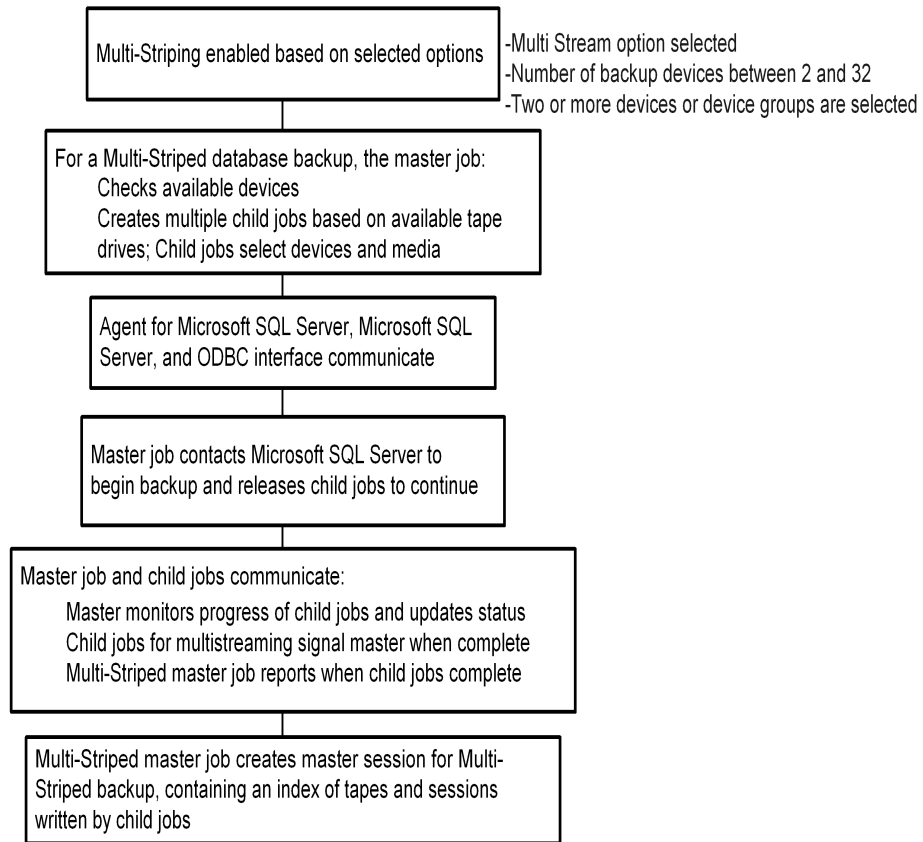 Multi-Striping enabled based on selected options
-Multi Stream option selected
-Number of backup devices between 2 and 32
-Two or more devices or device groups are selected
For a Multi-Striped database backup, the master job:
Checks available devices
Creates multiple child jobs based on available tape
drives; Child jobs select devices and media
Agent for Microsoft SQL Server, Microsoft SQL
Server, and ODBC interface communicate
Master job contacts Microsoft SQL Server to
begin backup and releases child jobs to continue
Master job and child jobs communicate:
Master monitors progress of child jobs and updates status
Child jobs for multistreaming signal master when complete
Multi-Striped master job reports when child jobs complete
Multi-Striped master job creates master session for Multi-
Striped backup, containing an index of tapes and sessions
written by child jobs